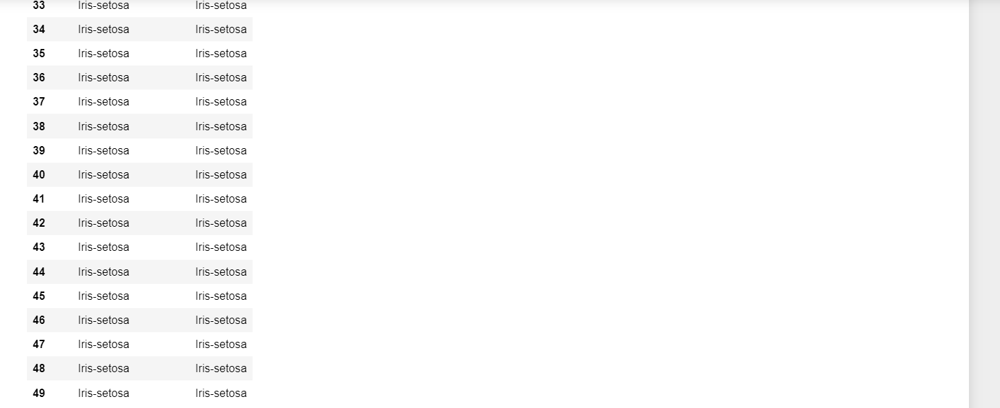 33 Iris-setosa Iris-setosa
34 Iris-setosa Iris-setosa
35 Iris-setosa Iris-setosa
36 Iris-setosa Iris-setosa
37 Iris-setosa Iris-setosa
38 Iris-setosa Iris-setosa
39 Iris-setosa Iris-setosa
40 Iris-setosa Iris-setosa
41 Iris-setosa Iris-setosa
42 Iris-setosa Iris-setosa
43 Iris-setosa Iris-setosa
44 Iris-setosa Iris-setosa
45 Iris-setosa Iris-setosa
46 Iris-setosa Iris-setosa
47 Iris-setosa Iris-setosa
48 Iris-setosa Iris-setosa
49 Iris-setosa Iris-setosa